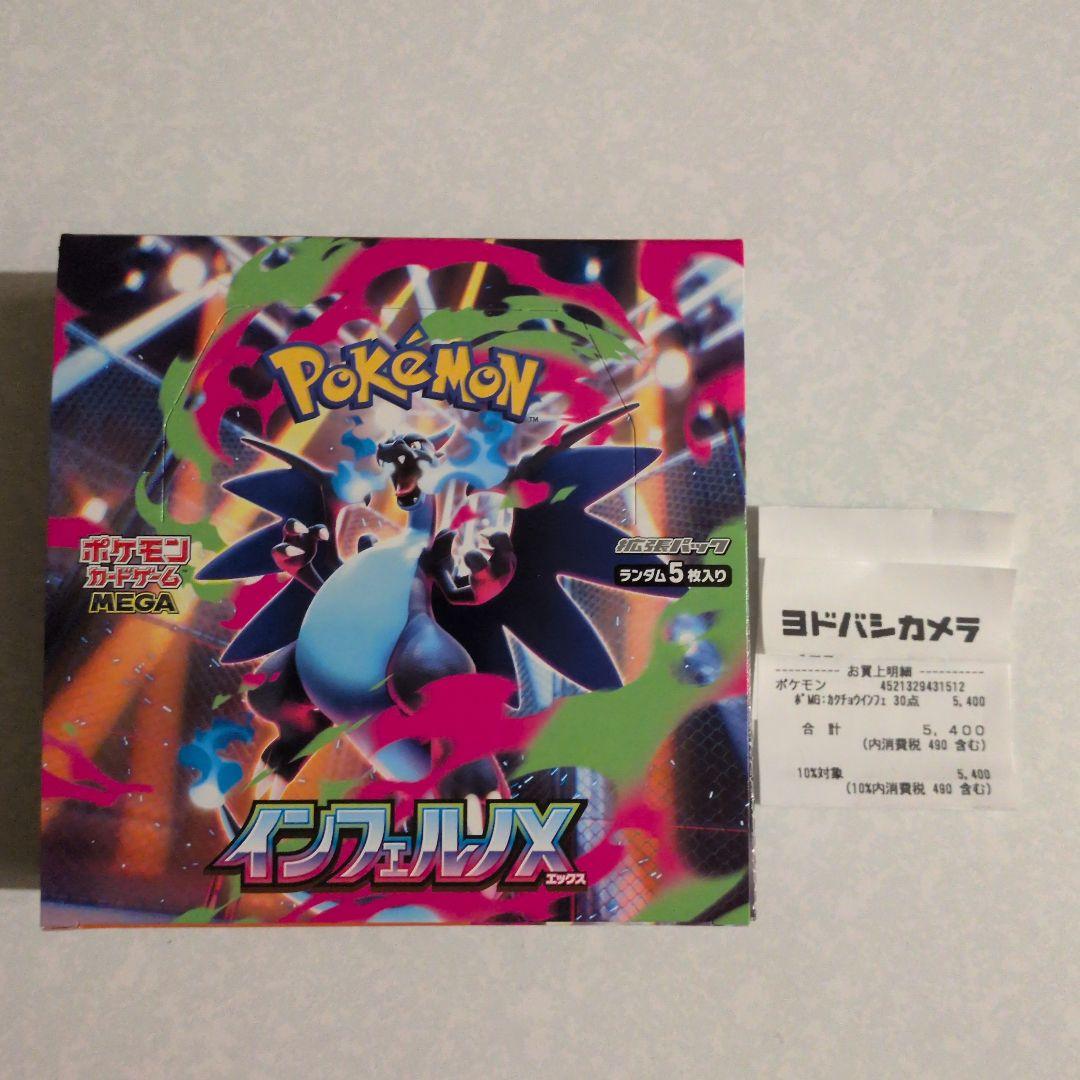 POKéMON
TM
ポケモン
カードゲーム
MEGA
拡張パック
ランダム5枚入り
インフェルノX
エックス
ヨドバシカメラ
---------- お買上明細 ----------
ポケモン 4521329431512
ﾎﾟMG:ｶｸﾁｮｳｲﾝﾌｪ 30点 5,400
合 計 5,400
(内消費税 490 含む)
10%対象 5,400
(10%内消費税 490 含む)